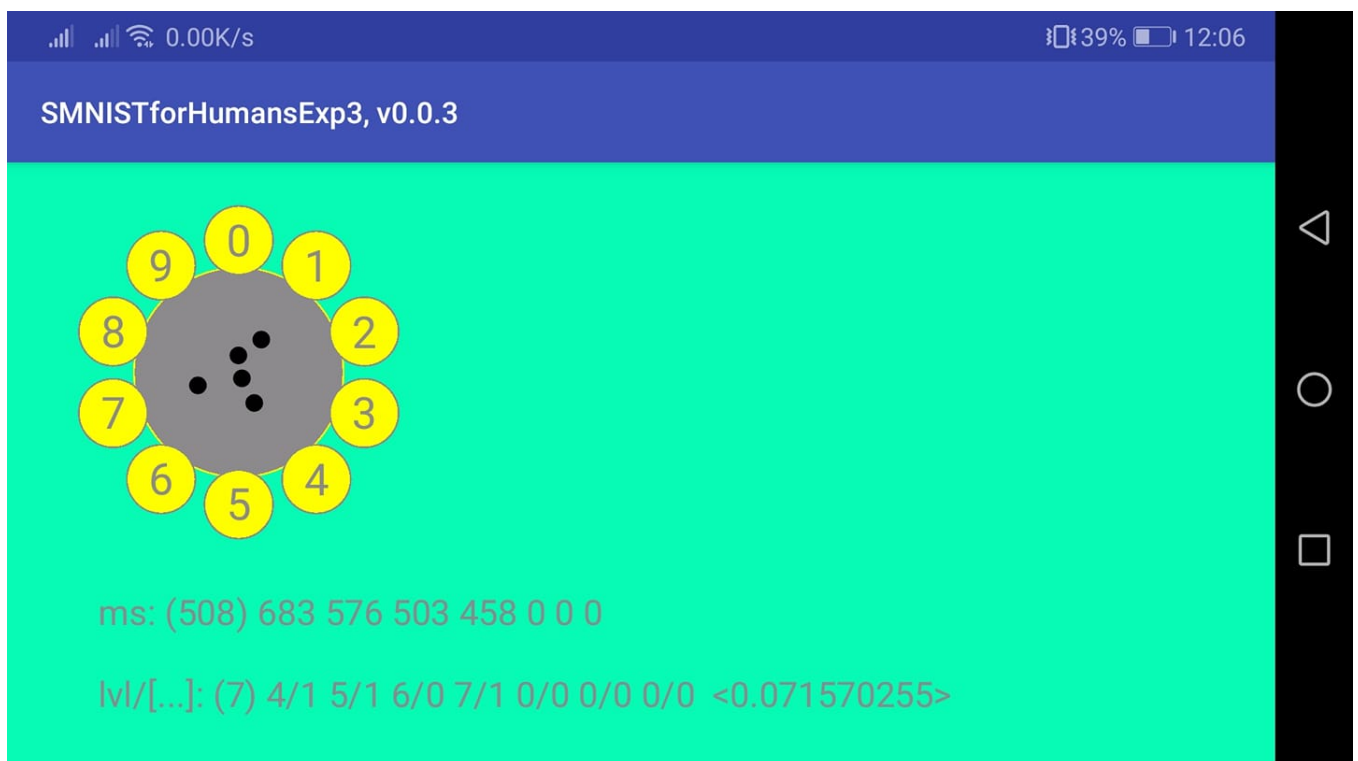 0.00K/s 39% 12:06
SMNISTforHumansExp3, v0.0.3
0
9 1
8 2
7 3
6 4
5
ms: (508) 683 576 503 458 0 0 0
lvl/[...]: (7) 4/1 5/1 6/0 7/1 0/0 0/0 0/0 <0.071570255>